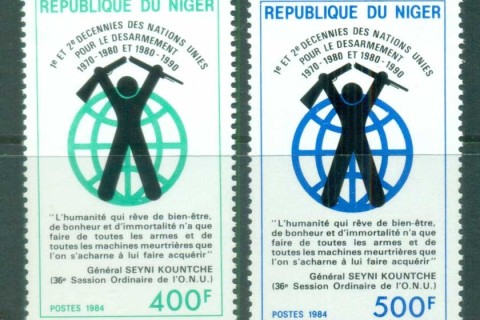 REPUBLIQUE DU NIGER
1e ET 2e DECENNIES DES NATIONS UNIES
POUR LE DESARMEMENT
1970-1980 ET 1980-1990
"L'humanité qui rêve de bien-être,
de bonheur et d'immortalité n'a que
faire de toutes les armes et de
toutes les machines meurtrières que
l'on s'acharne à lui faire acquérir"
Général SEYNI KOUNTCHE
(36e Session Ordinaire de l'O.N.U.)
POSTES 1984 400F
REPUBLIQUE DU NIGER
1e ET 2e DECENNIES DES NATIONS UNIES
POUR LE DESARMEMENT
1970-1980 ET 1980-1990
"L'humanité qui rêve de bien-être,
de bonheur et d'immortalité n'a que
faire de toutes les armes et de
toutes les machines meurtrières que
l'on s'acharne à lui faire acquérir"
Général SEYNI KOUNTCHE
(36e Session Ordinaire de l'O.N.U.)
POSTES 1984 500F